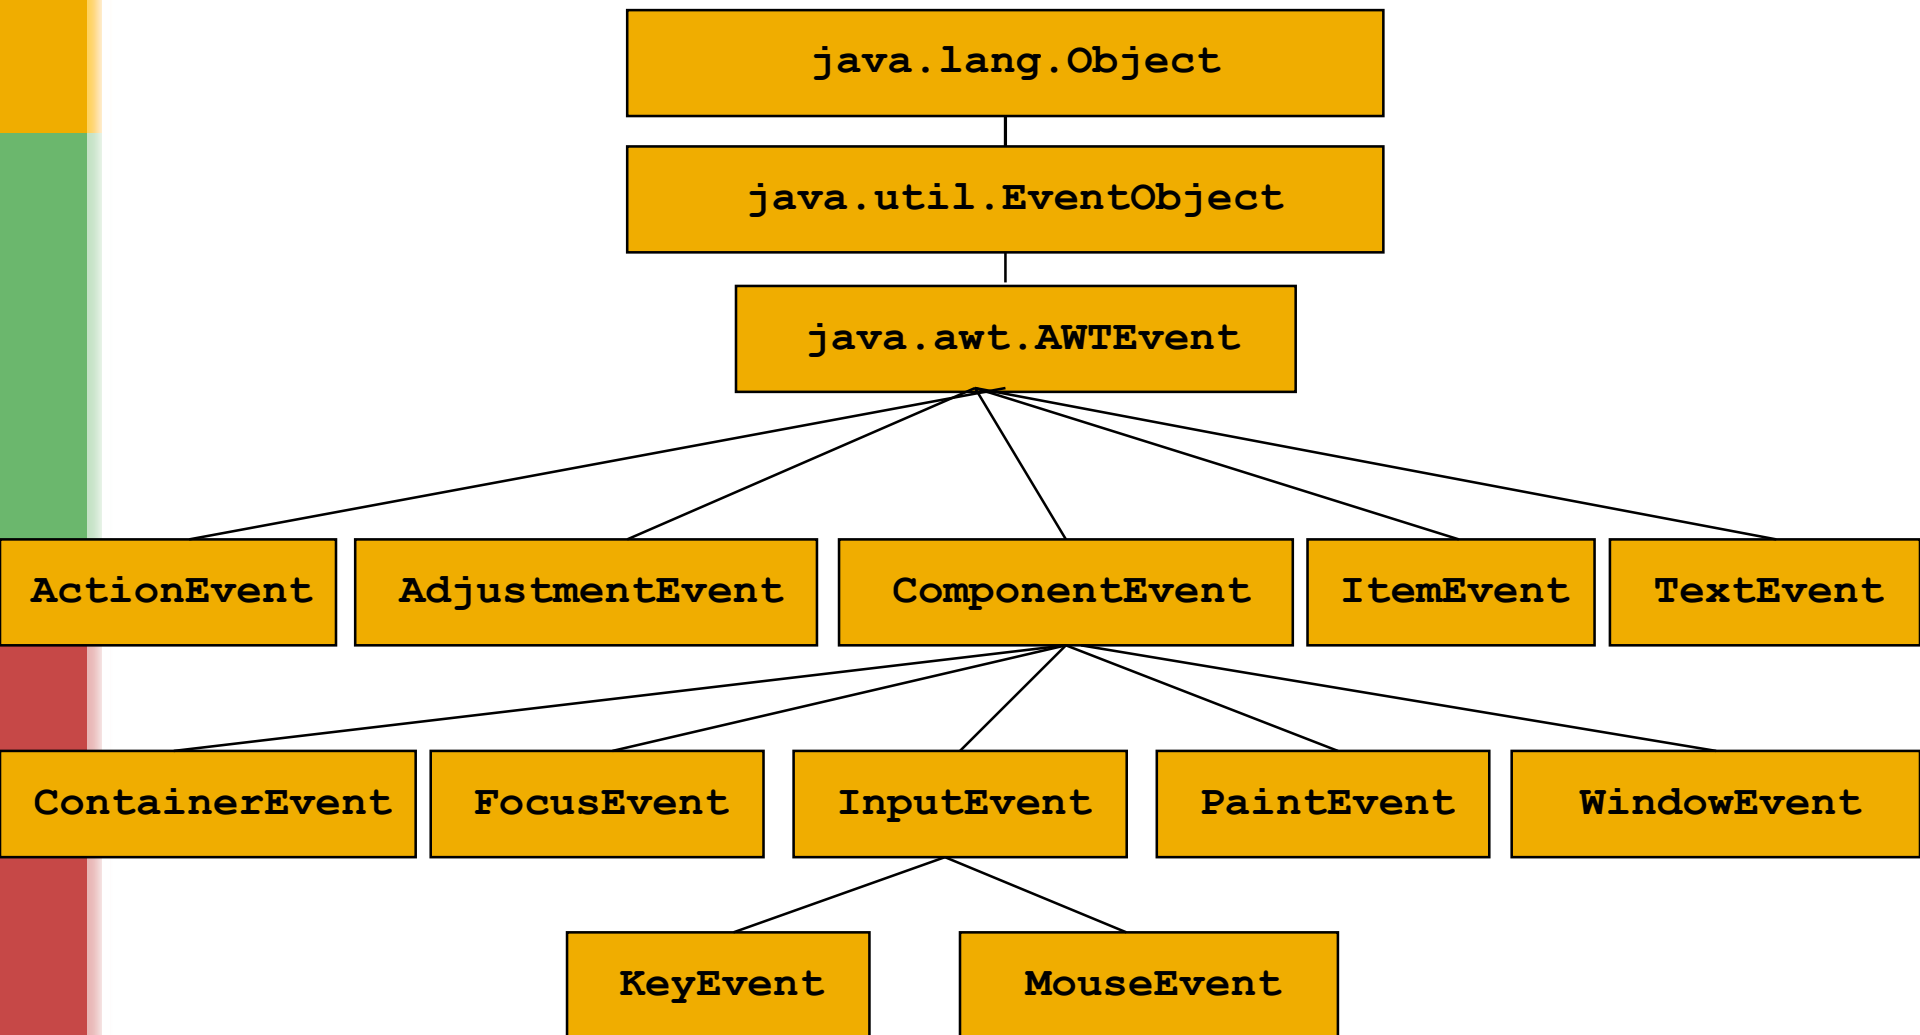 java.lang.Object
java.util.EventObject
java.awt.AWTEvent
ActionEvent
AdjustmentEvent
ComponentEvent
ItemEvent
TextEvent
ContainerEvent
FocusEvent
InputEvent
PaintEvent
WindowEvent
KeyEvent
MouseEvent